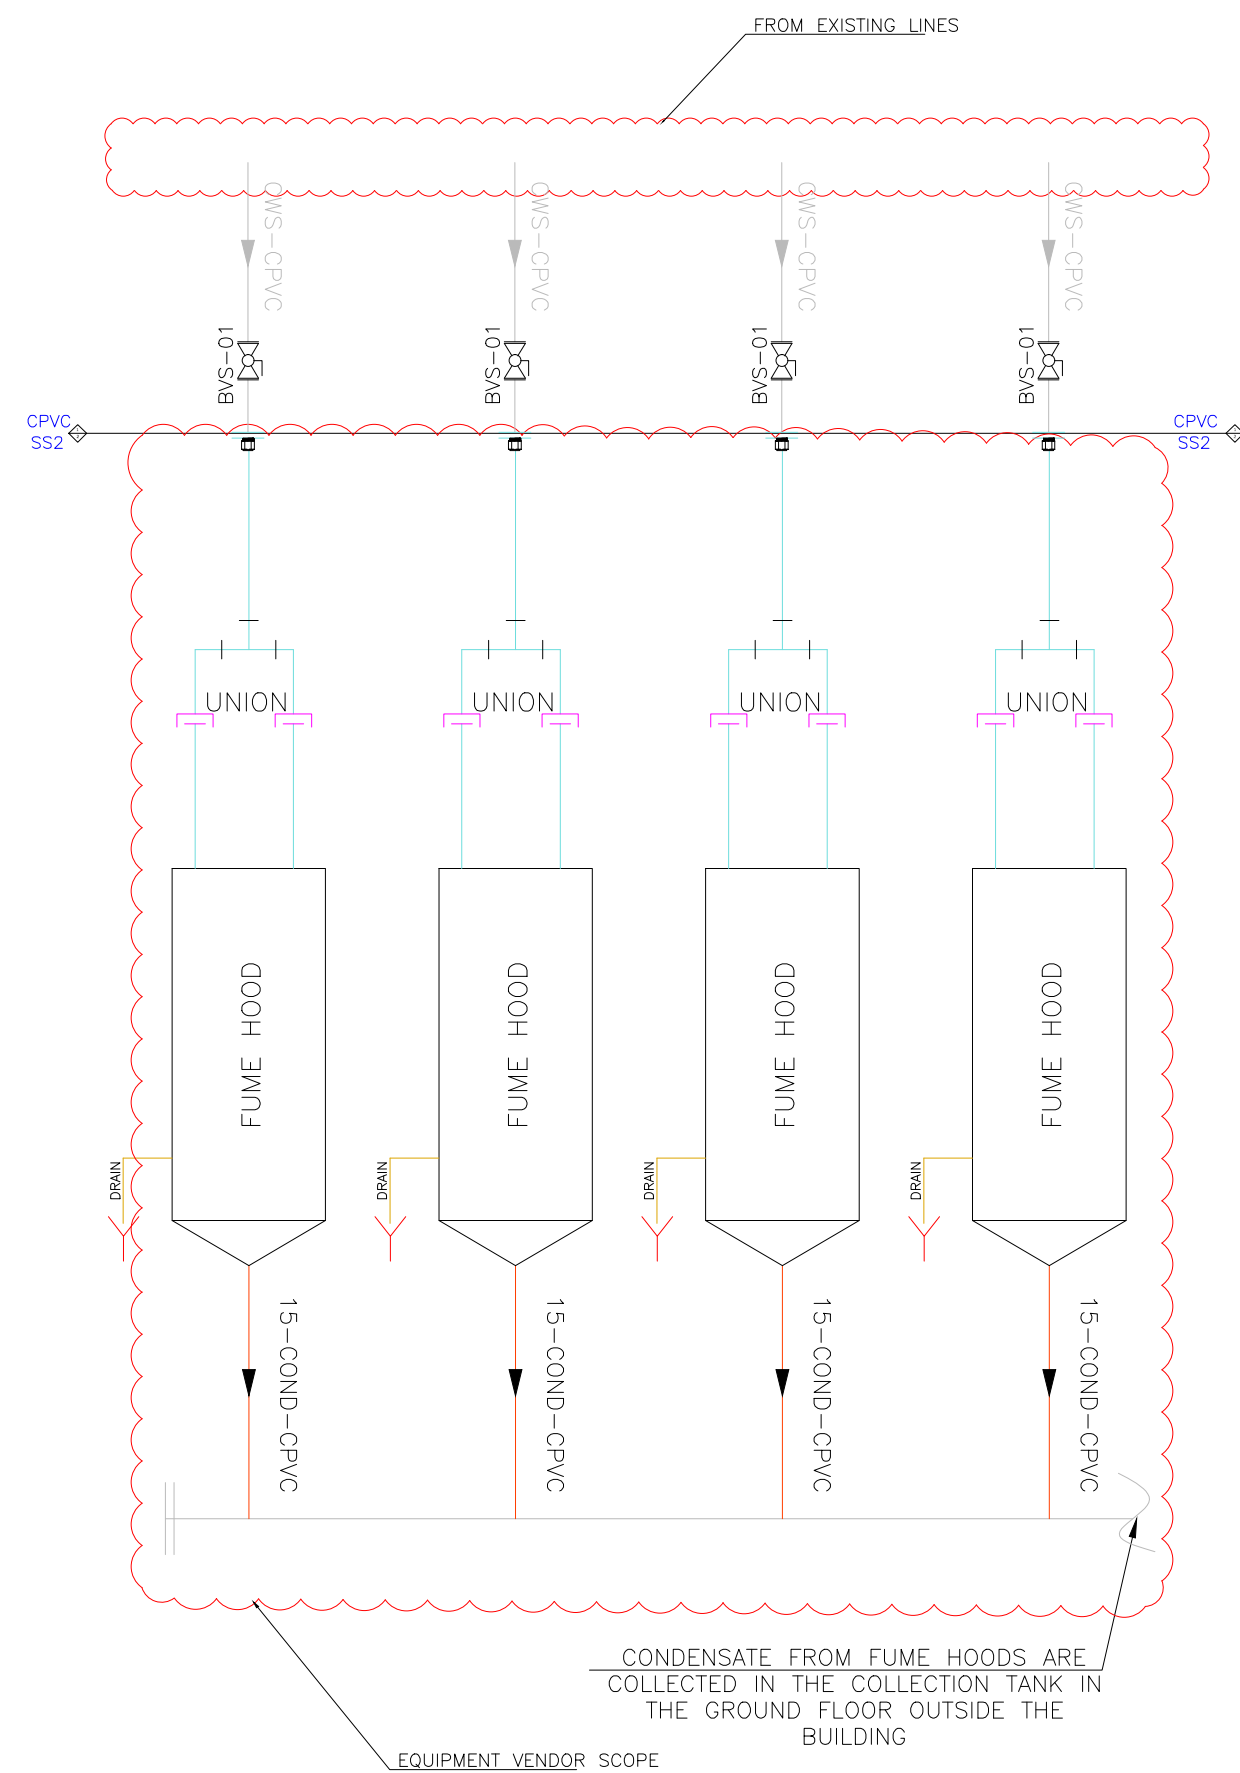 FROM EXISTING LINES
CWS-CPVC
CWS-CPVC
CWS-CPVC
CWS-CPVC
BVS-01
BVS-01
BVS-01
BVS-01
CPVC
SS2
CPVC
SS2
UNION
UNION
UNION
UNION
FUME HOOD
FUME HOOD
FUME HOOD
FUME HOOD
DRAIN
DRAIN
DRAIN
DRAIN
15-COND-CPVC
15-COND-CPVC
15-COND-CPVC
15-COND-CPVC
CONDENSATE FROM FUME HOODS ARE
COLLECTED IN THE COLLECTION TANK IN
THE GROUND FLOOR OUTSIDE THE
BUILDING
EQUIPMENT VENDOR SCOPE